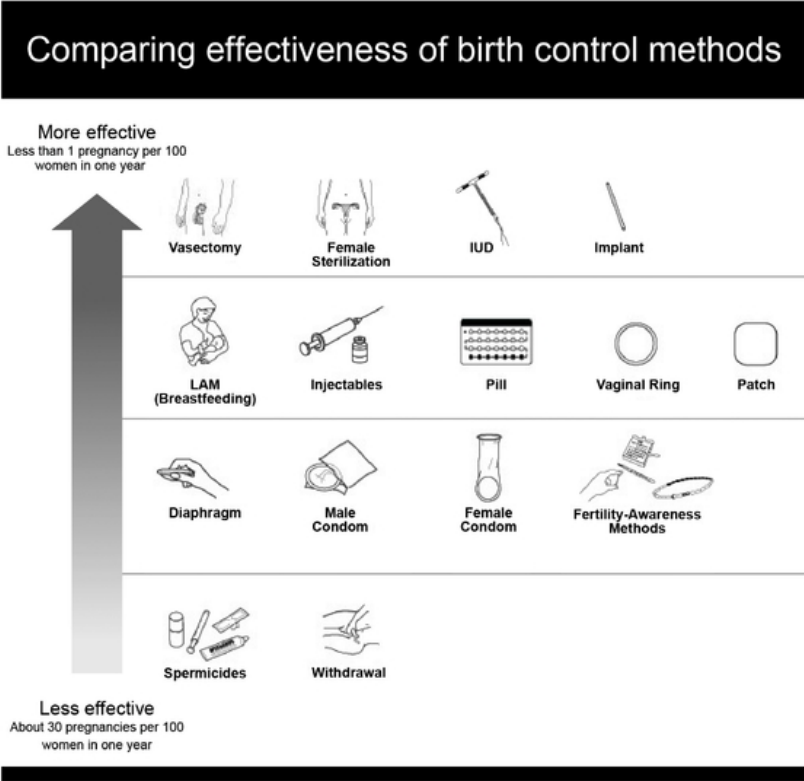 Comparing effectiveness of birth control methods
More effective
Less than 1 pregnancy per 100
women in one year
Vasectomy
Female
Sterilization
IUD
Implant
LAM
(Breastfeeding)
Injectables
Pill
Vaginal Ring
Patch
Diaphragm
Male
Condom
Female
Condom
Fertility-Awareness
Methods
Spermicides
Withdrawal
Less effective
About 30 pregnancies per 100
women in one year